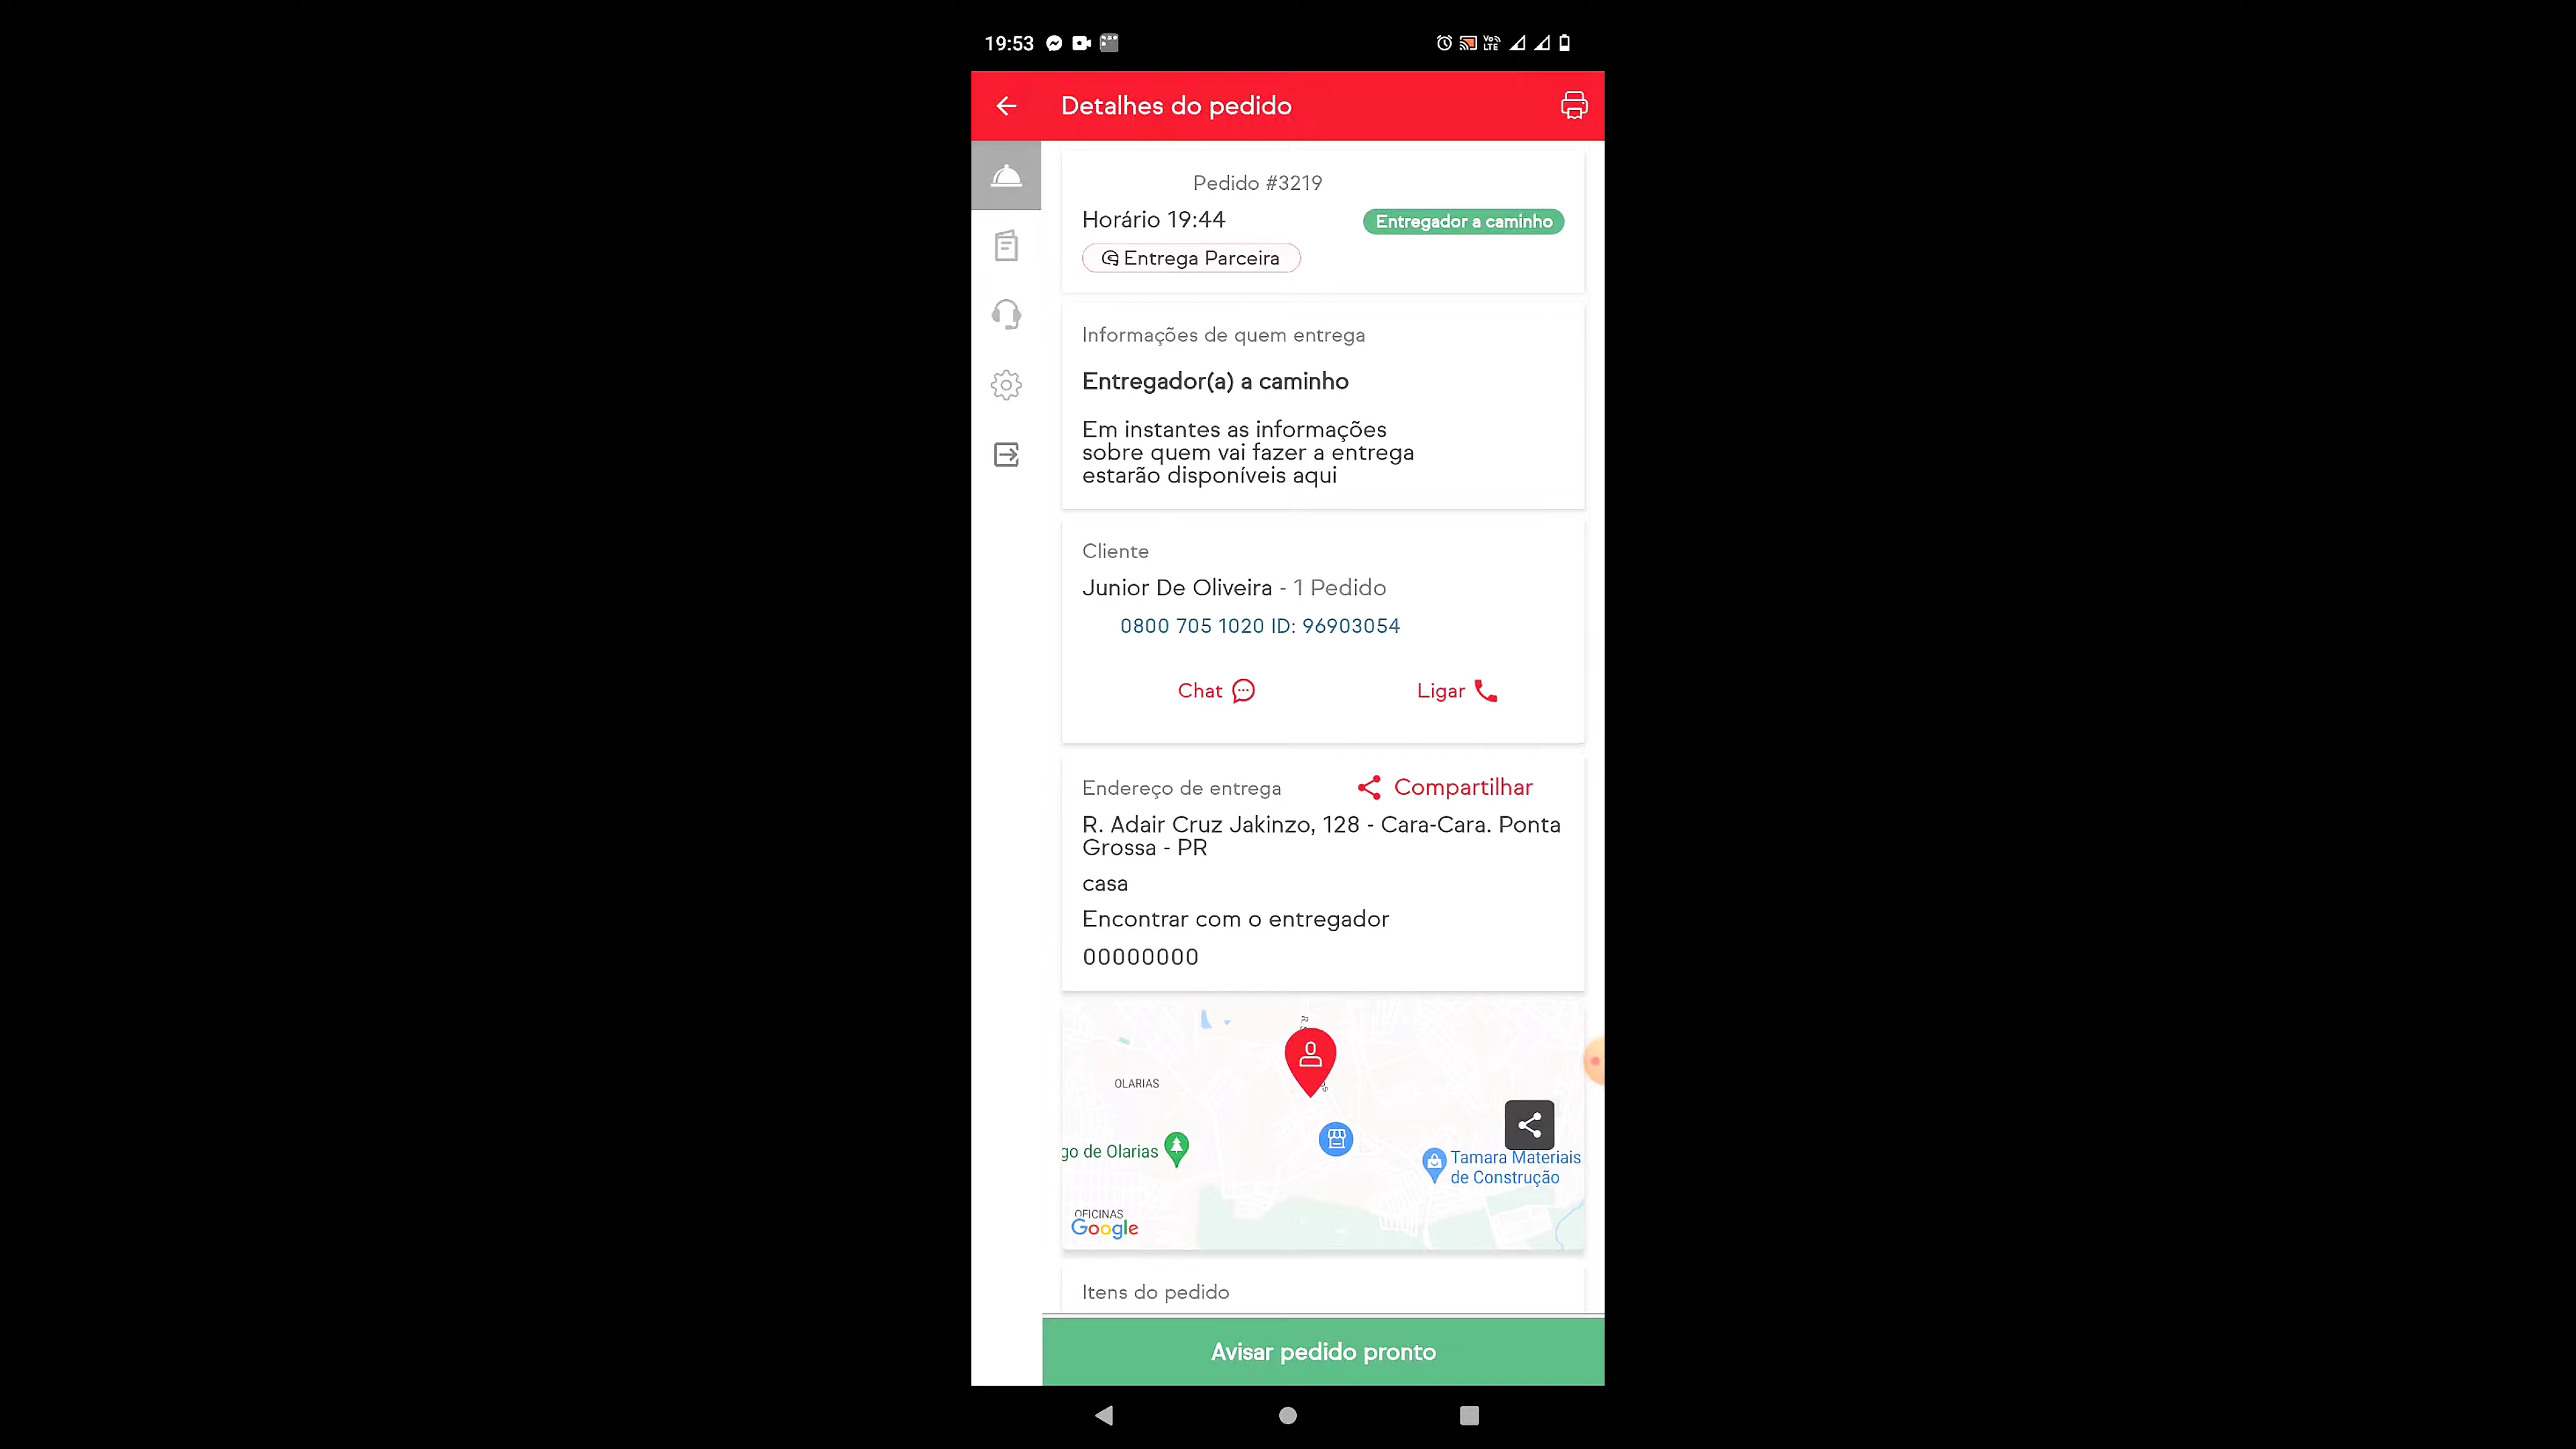 19:53
Vo LTE
Detalhes do pedido
Pedido #3219
Horário 19:44
Entregador a caminho
Entrega Parceira
Informações de quem entrega
Entregador(a) a caminho
Em instantes as informações
sobre quem vai fazer a entrega
estarão disponíveis aqui
Cliente
Junior De Oliveira - 1 Pedido
0800 705 1020 ID: 96903054
Chat
Ligar
Endereço de entrega
Compartilhar
R. Adair Cruz Jakinzo, 128 - Cara-Cara. Ponta
Grossa - PR
casa
Encontrar com o entregador
00000000
OLARIAS
go de Olarias
Tamara Materiais
de Construção
OFICINAS
Google
Itens do pedido
Avisar pedido pronto